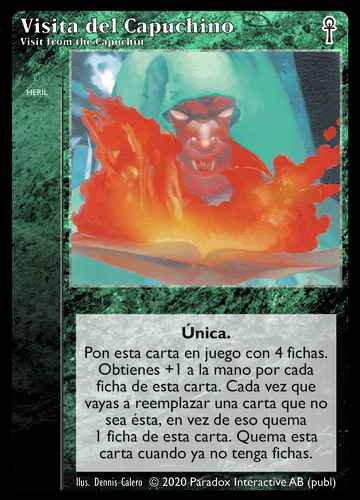 Visita del Capuchino
Visit from the Capuchin
HERIL
Única.
Pon esta carta en juego con 4 fichas.
Obtienes +1 a la mano por cada
ficha de esta carta. Cada vez que
vayas a reemplazar una carta que no
sea ésta, en vez de eso quema
1 ficha de esta carta. Quema esta
carta cuando ya no tenga fichas.
Ilus. Dennis Calero © 2020 Paradox Interactive AB (publ)